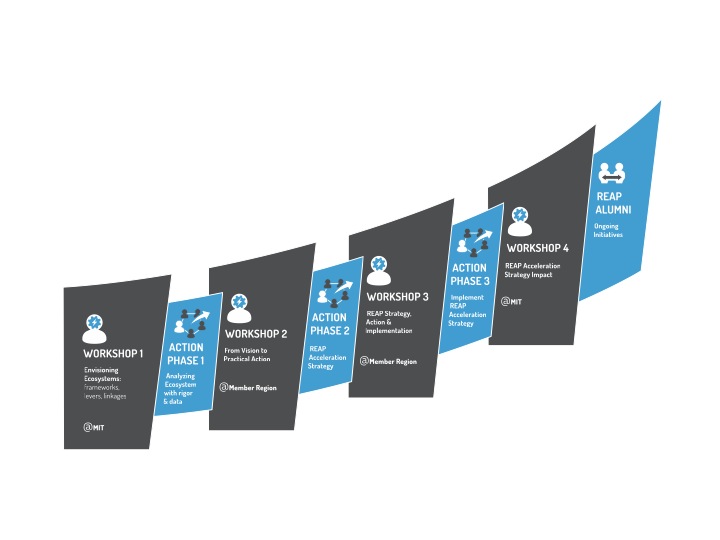 WORKSHOP 1
Envisioning
Ecosystems:
frameworks,
levers, linkages
@MIT
ACTION
PHASE 1
Analyzing
Ecosystem
with rigor
& data
WORKSHOP 2
From Vision to
Practical Action
@Member Region
ACTION
PHASE 2
REAP
Acceleration
Strategy
WORKSHOP 3
REAP Strategy,
Action &
Implementation
@Member Region
ACTION
PHASE 3
Implement
REAP
Acceleration
Strategy
WORKSHOP 4
REAP Acceleration
Strategy Impact
@MIT
REAP
ALUMNI
Ongoing
Initiatives